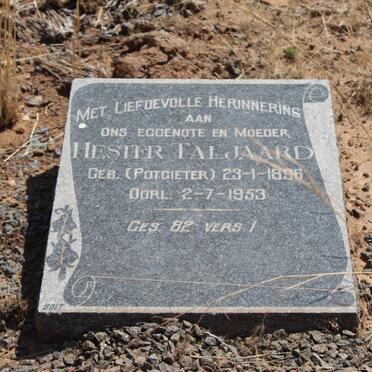 MET LIEFDEVOLLE HERINNERING
AAN
ONS EGGENOTE EN MOEDER
HESTER TALJAARD
GEB. (POTGIETER) 23-1-1896
OORL. 2-7-1953
GES. 82 VERS 1
BOLT